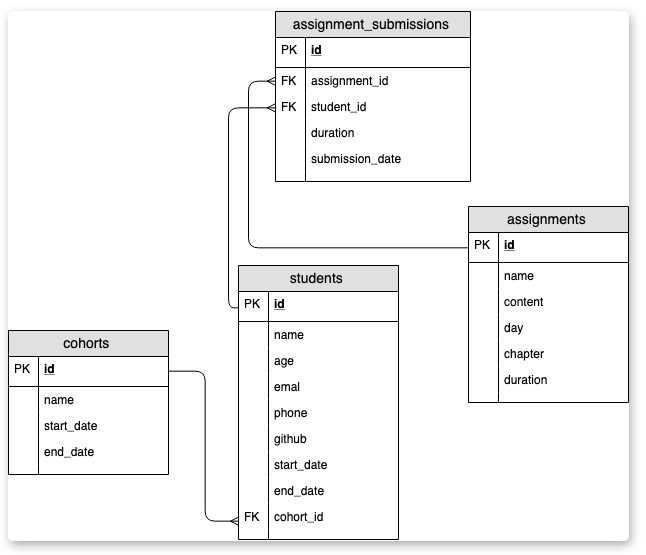 assignment_submissions
PK id
FK assignment_id
FK student_id
duration
submission_date
assignments
PK id
name
content
day
chapter
duration
students
PK id
name
age
emal
phone
github
start_date
end_date
FK cohort_id
cohorts
PK id
name
start_date
end_date